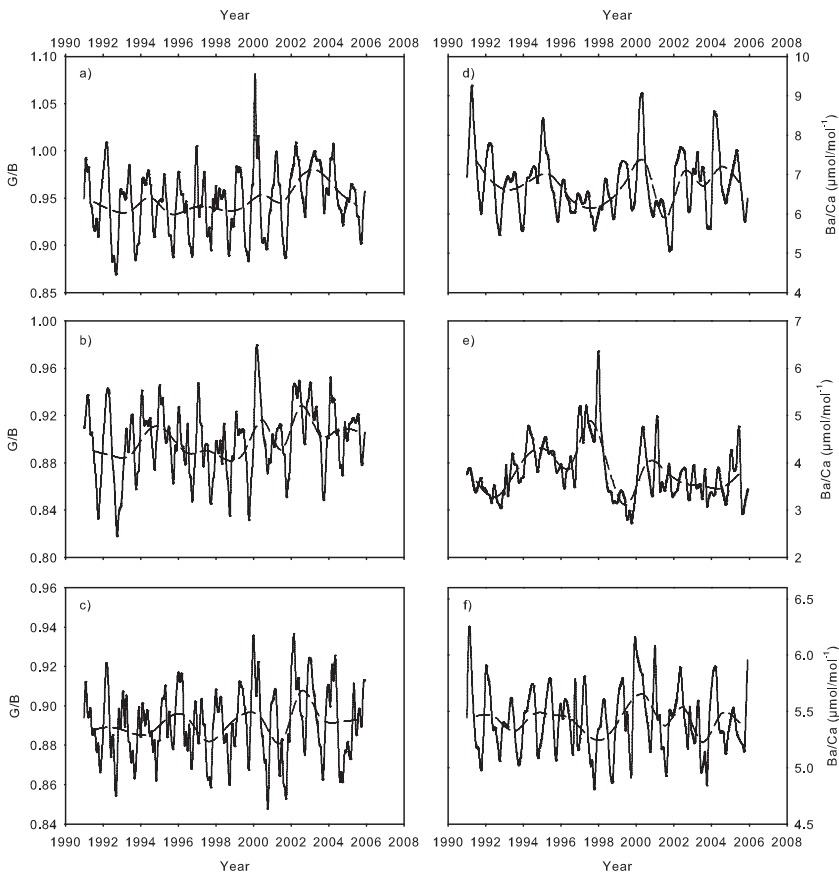 Year Year
1990 1992 1994 1996 1998 2000 2002 2004 2006 2008 1990 1992 1994 1996 1998 2000 2002 2004 2006 2008
a)
G/B
1.10
1.05
1.00
0.95
0.90
0.85
d)
Ba/Ca (μmol/mol⁻¹)
10
9
8
7
6
5
4
b)
G/B
1.00
0.96
0.92
0.88
0.84
0.80
e)
Ba/Ca (μmol/mol⁻¹)
7
6
5
4
3
2
c)
G/B
0.96
0.94
0.92
0.90
0.88
0.86
0.84
f)
Ba/Ca (μmol/mol⁻¹)
6.5
6.0
5.5
5.0
4.5
1990 1992 1994 1996 1998 2000 2002 2004 2006 2008 1990 1992 1994 1996 1998 2000 2002 2004 2006 2008
Year Year